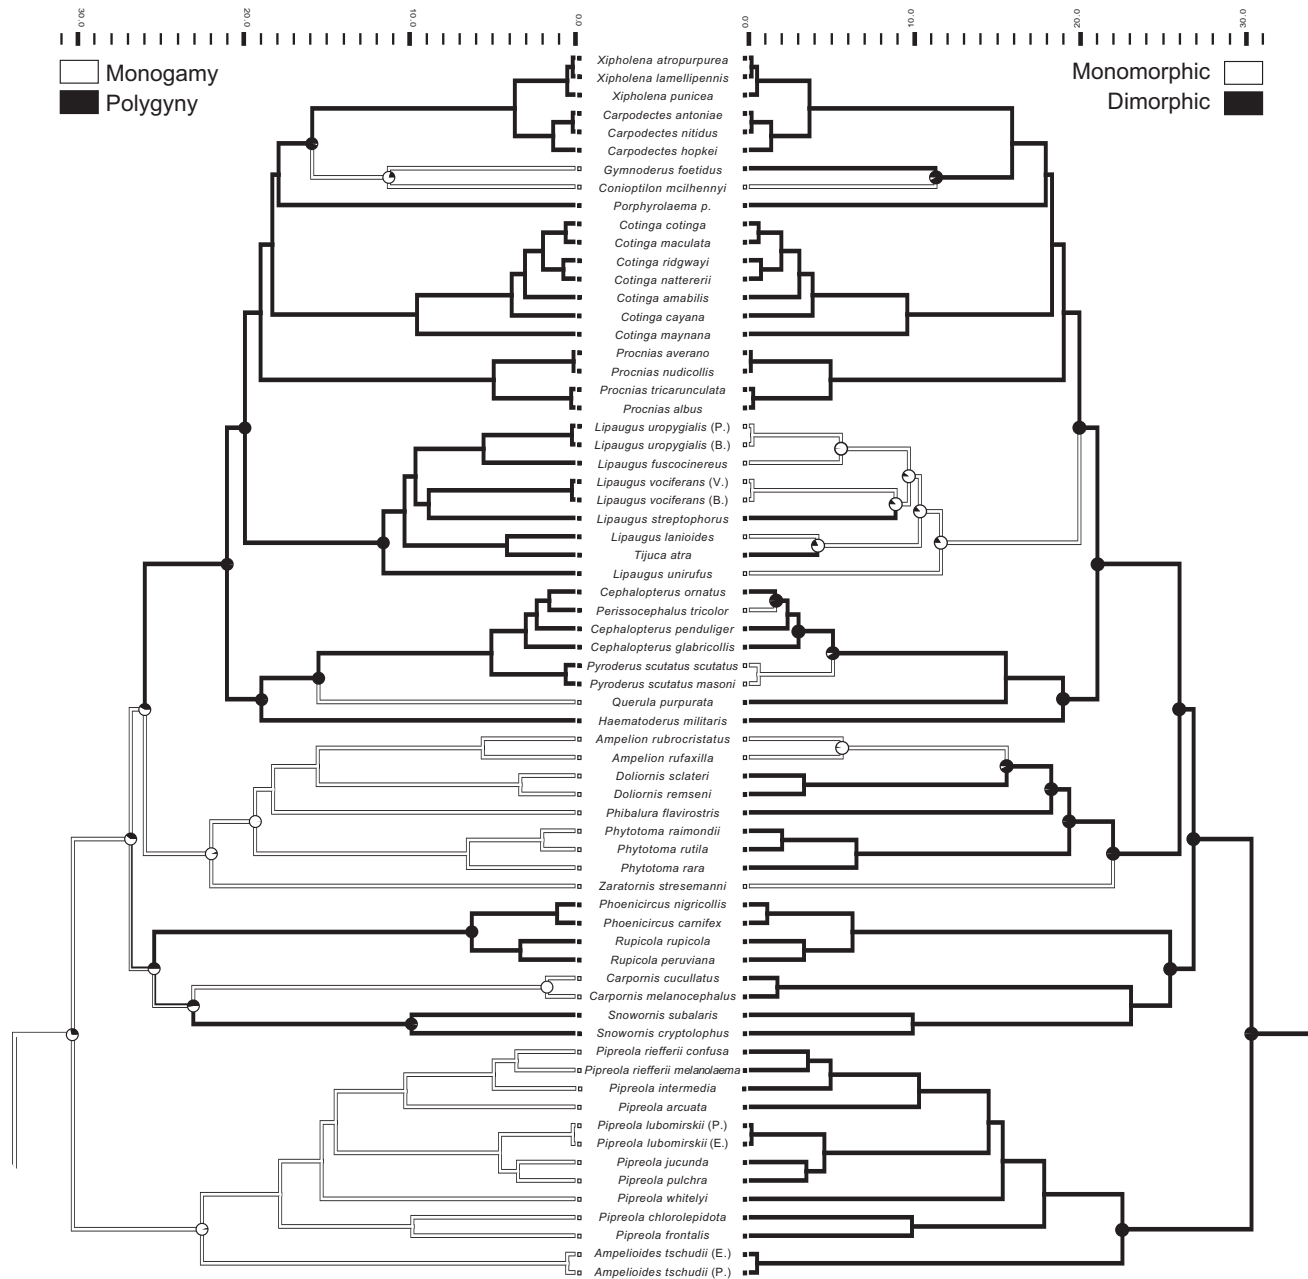 30.0 20.0 10.0 0.0 0.0 10.0 20.0 30.0
Monogamy
Polygyny
Monomorphic
Dimorphic
Xipholena atropurpurea
Xipholena lamellipennis
Xipholena punicea
Carpodectes antoniae
Carpodectes nitidus
Carpodectes hopkei
Gymnoderus foetidus
Conioptilon mcilhennyi
Porphyrolaema p.
Cotinga cotinga
Cotinga maculata
Cotinga ridgwayi
Cotinga nattererii
Cotinga amabilis
Cotinga cayana
Cotinga maynana
Procnias averano
Procnias nudicollis
Procnias tricarunculata
Procnias albus
Lipaugus uropygialis (P.)
Lipaugus uropygialis (B.)
Lipaugus fuscocinereus
Lipaugus vociferans (V.)
Lipaugus vociferans (B.)
Lipaugus streptophorus
Lipaugus lanioides
Tijuca atra
Lipaugus unirufus
Cephalopterus ornatus
Perissocephalus tricolor
Cephalopterus penduliger
Cephalopterus glabricollis
Pyroderus scutatus scutatus
Pyroderus scutatus masoni
Querula purpurata
Haematoderus militaris
Ampelion rubrocristatus
Ampelion rufaxilla
Doliornis sclateri
Doliornis remseni
Phibalura flavirostris
Phytotoma raimondii
Phytotoma rutila
Phytotoma rara
Zaratornis stresemanni
Phoenicircus nigricollis
Phoenicircus carnifex
Rupicola rupicola
Rupicola peruviana
Carpornis cucullatus
Carpornis melanocephalus
Snowornis subalaris
Snowornis cryptolophus
Pipreola riefferii confusa
Pipreola riefferii melanolaema
Pipreola intermedia
Pipreola arcuata
Pipreola lubomirskii (P.)
Pipreola lubomirskii (E.)
Pipreola jucunda
Pipreola pulchra
Pipreola whitelyi
Pipreola chlorolepidota
Pipreola frontalis
Ampelioides tschudii (E.)
Ampelioides tschudii (P.)